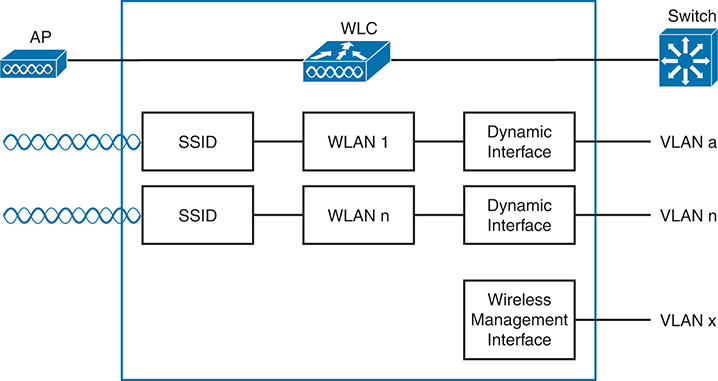 AP
WLC
Switch
SSID
WLAN 1
Dynamic
Interface
VLAN a
SSID
WLAN n
Dynamic
Interface
VLAN n
Wireless
Management
Interface
VLAN x